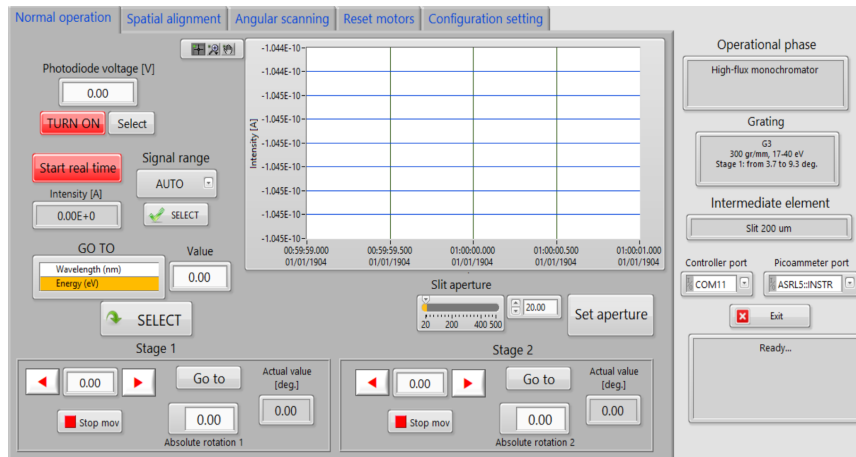 Normal operation
Spatial alignment
Angular scanning
Reset motors
Configuration setting
Photodiode voltage [V]
0.00
TURN ON
Select
Start real time
Signal range
AUTO
Intensity [A]
0.00E+0
SELECT
GO TO
Value
Wavelength (nm)
Energy (eV)
0.00
SELECT
Intensity [A]
-1.044E-10
-1.044E-10
-1.045E-10
-1.045E-10
-1.045E-10
-1.045E-10
-1.045E-10
-1.045E-10
-1.045E-10
00:59:59.000 00:59:59.500 01:00:00.000 01:00:00.500 01:00:01.000
01/01/1904 01/01/1904 01/01/1904 01/01/1904 01/01/1904
Slit aperture
20 200 400 500
20.00
Set aperture
Stage 1
0.00
Go to
Actual value
[deg.]
0.00
Stop mov
0.00
Absolute rotation 1
Stage 2
0.00
Go to
Actual value
[deg.]
0.00
Stop mov
0.00
Absolute rotation 2
Operational phase
High-flux monochromator
Grating
G3
300 gr/mm, 17-40 eV
Stage 1: from 3.7 to 9.3 deg.
Intermediate element
Slit 200 um
Controller port
Picoammeter port
COM11
ASRL5::INSTR
Exit
Ready...